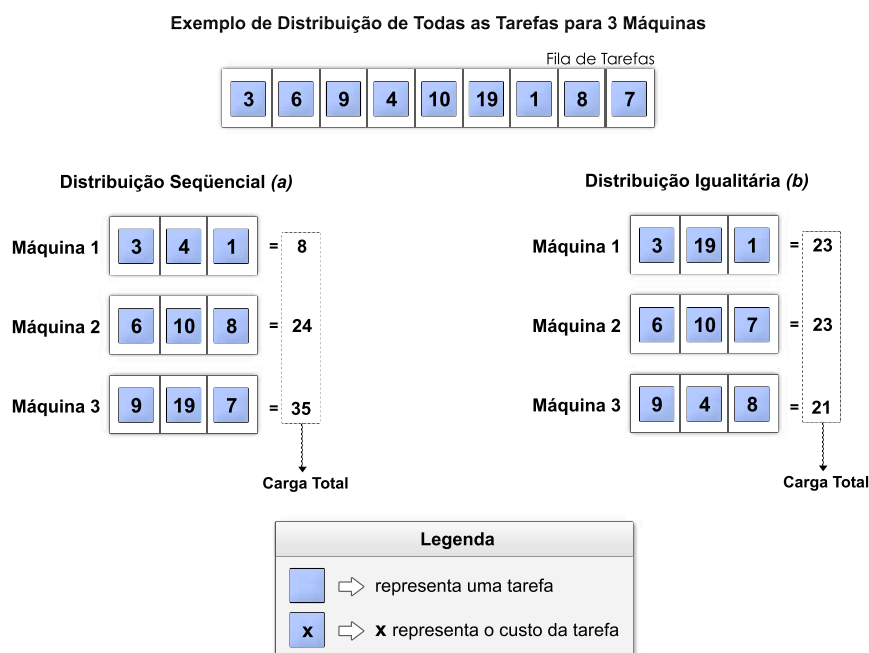 Exemplo de Distribuição de Todas as Tarefas para 3 Máquinas
Fila de Tarefas
3 6 9 4 10 19 1 8 7
Distribuição Seqüencial (a)
Máquina 1 3 4 1 = 8
Máquina 2 6 10 8 = 24
Máquina 3 9 19 7 = 35
Carga Total
Distribuição Igualitária (b)
Máquina 1 3 19 1 = 23
Máquina 2 6 10 7 = 23
Máquina 3 9 4 8 = 21
Carga Total
Legenda
representa uma tarefa
x x representa o custo da tarefa